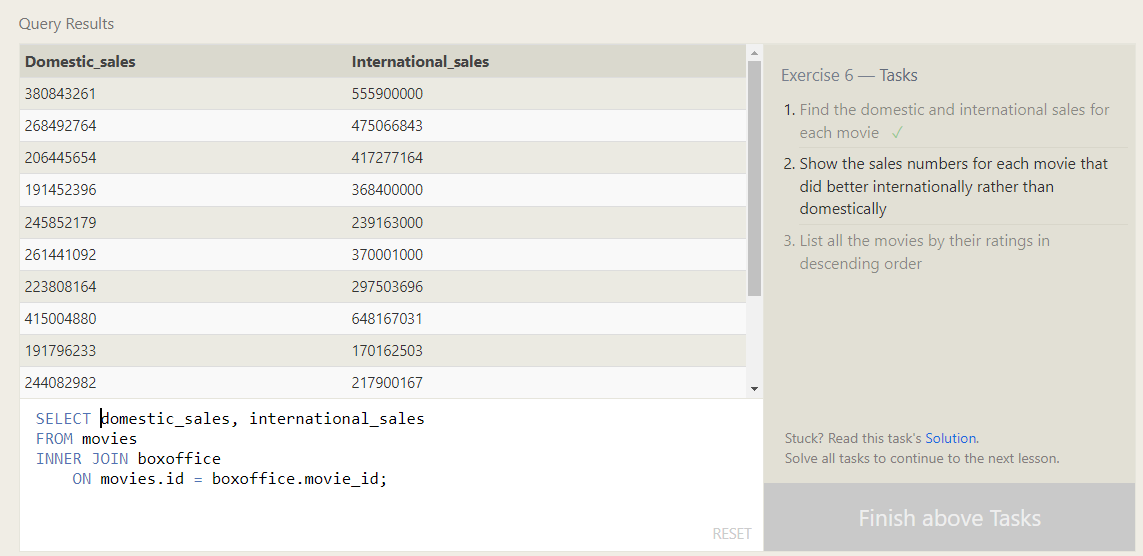 Query Results
Domestic_sales International_sales
380843261 555900000
268492764 475066843
206445654 417277164
191452396 368400000
245852179 239163000
261441092 370001000
223808164 297503696
415004880 648167031
191796233 170162503
244082982 217900167
SELECT domestic_sales, international_sales
FROM movies
INNER JOIN boxoffice
ON movies.id = boxoffice.movie_id;
RESET
Exercise 6 — Tasks
1. Find the domestic and international sales for
each movie ✓
2. Show the sales numbers for each movie that
did better internationally rather than
domestically
3. List all the movies by their ratings in
descending order
Stuck? Read this task's Solution.
Solve all tasks to continue to the next lesson.
Finish above Tasks